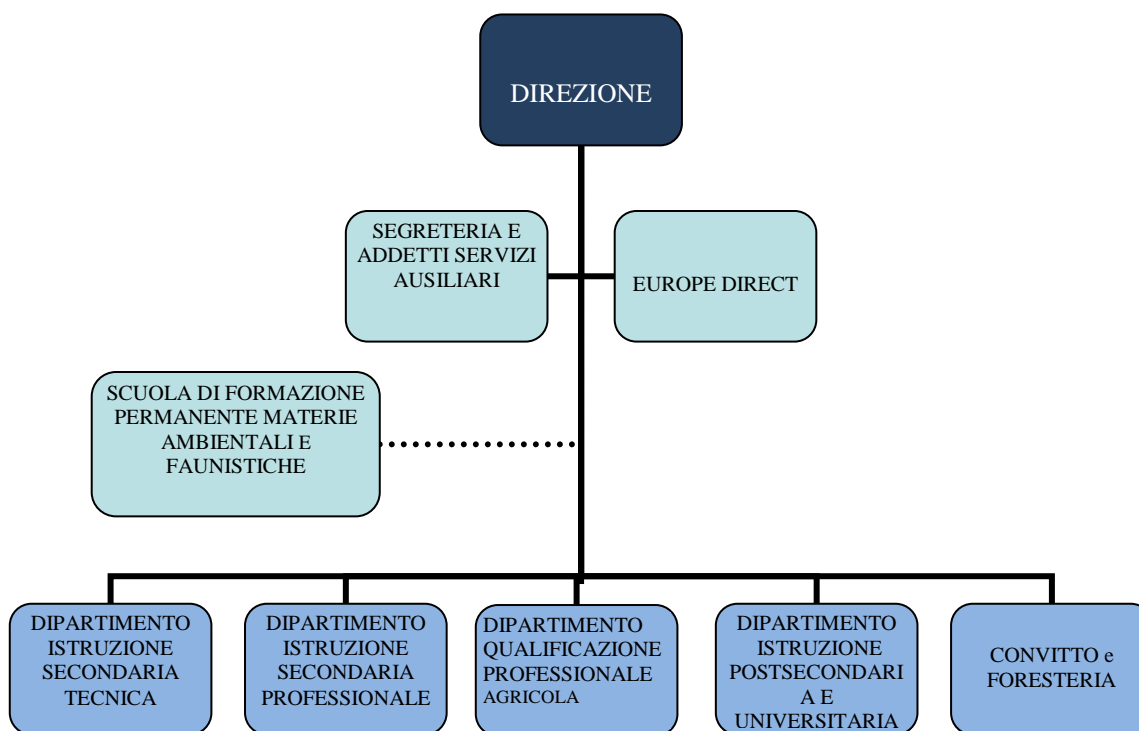 DIREZIONE
SEGRETERIA E
ADDETTI SERVIZI
AUSILIARI
EUROPE DIRECT
SCUOLA DI FORMAZIONE
PERMANENTE MATERIE
AMBIENTALI E
FAUNISTICHE
DIPARTIMENTO
ISTRUZIONE
SECONDARIA
TECNICA
DIPARTIMENTO
ISTRUZIONE
SECONDARIA
PROFESSIONALE
DIPARTIMENTO
QUALIFICAZIONE
PROFESSIONALE
AGRICOLA
DIPARTIMENTO
ISTRUZIONE
POSTSECONDARI
A E
UNIVERSITARIA
CONVITTO e
FORESTERIA